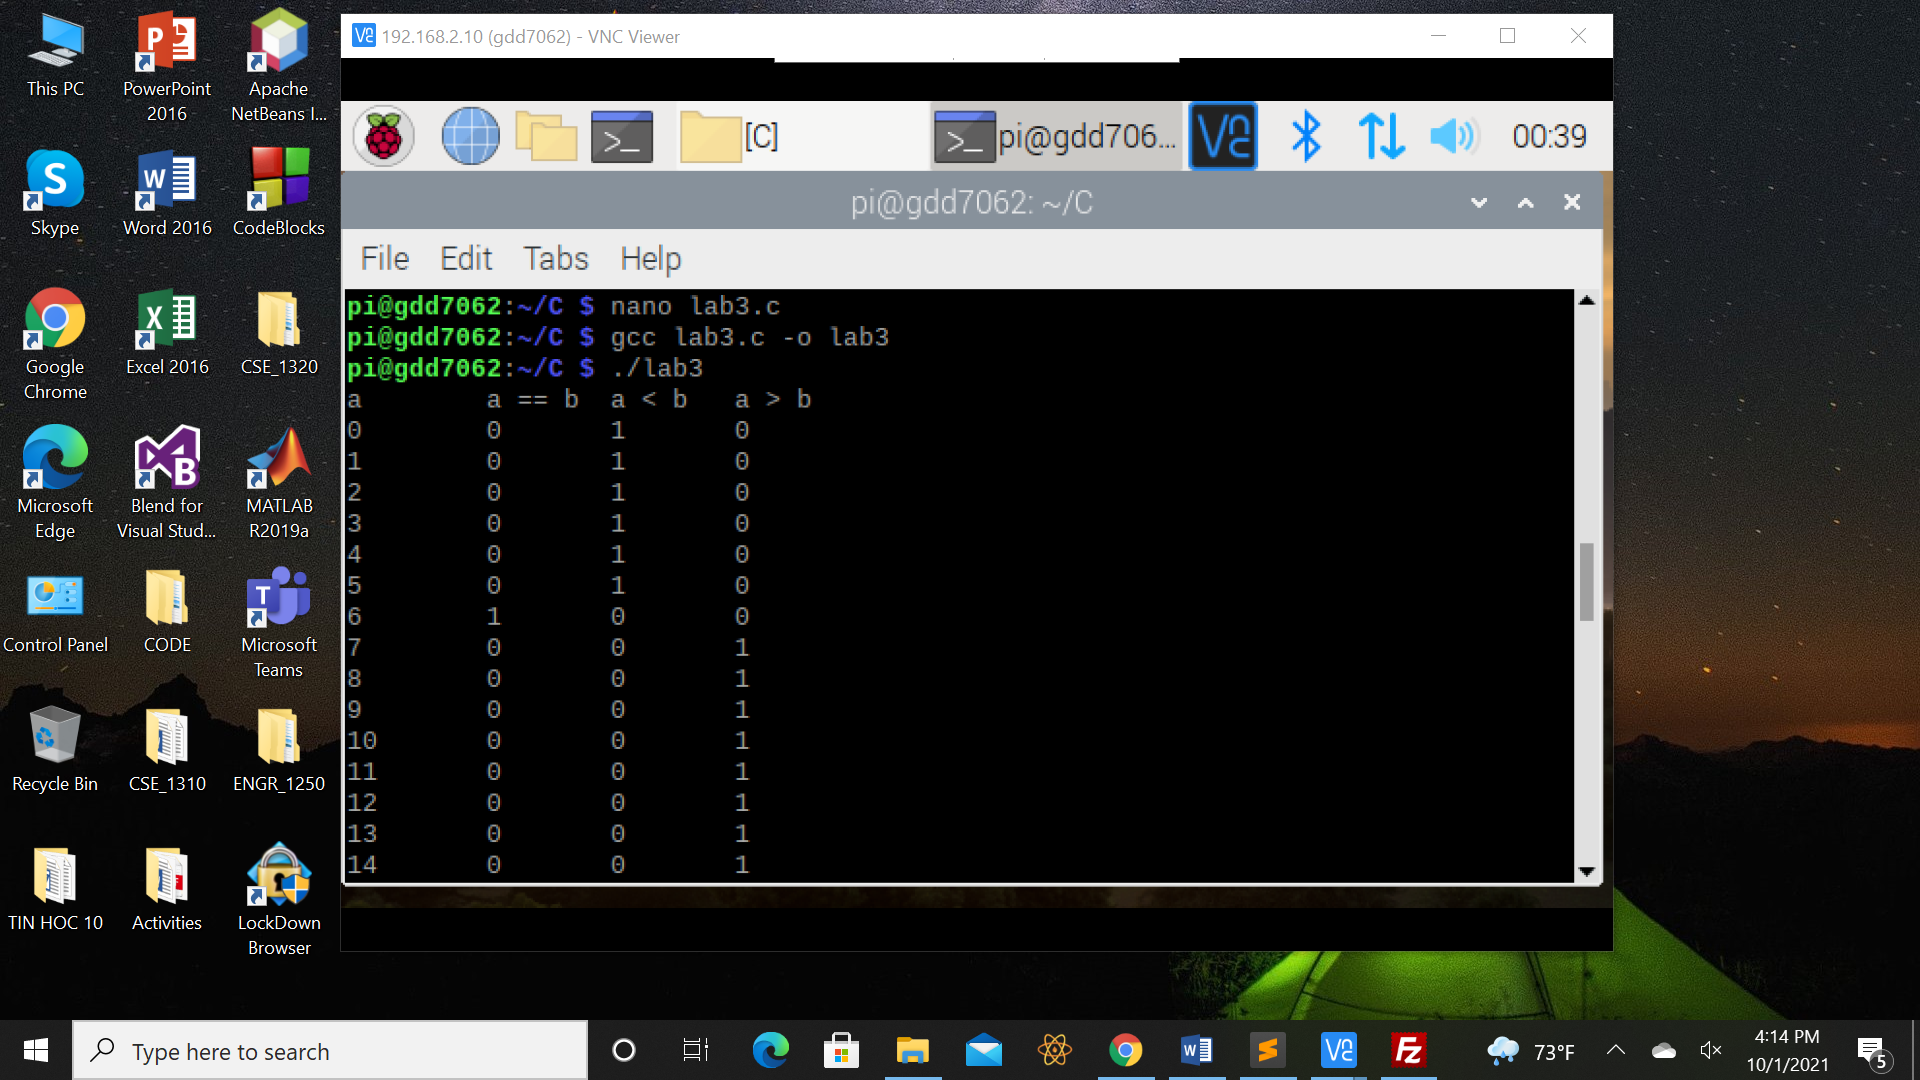 This PC
PowerPoint 2016
Apache NetBeans I...
Skype
Word 2016
CodeBlocks
Google Chrome
Excel 2016
CSE_1320
Microsoft Edge
Blend for Visual Stud...
MATLAB R2019a
Control Panel
CODE
Microsoft Teams
Recycle Bin
CSE_1310
ENGR_1250
TIN HOC 10
Activities
LockDown Browser
192.168.2.10 (gdd7062) - VNC Viewer
[C]
pi@gdd706...
00:39
pi@gdd7062: ~/C
File Edit Tabs Help
pi@gdd7062:~/C $ nano lab3.c
pi@gdd7062:~/C $ gcc lab3.c -o lab3
pi@gdd7062:~/C $ ./lab3
a a == b a < b a > b
0 0 1 0
1 0 1 0
2 0 1 0
3 0 1 0
4 0 1 0
5 0 1 0
6 1 0 0
7 0 0 1
8 0 0 1
9 0 0 1
10 0 0 1
11 0 0 1
12 0 0 1
13 0 0 1
14 0 0 1
Type here to search
73°F
4:14 PM
10/1/2021
5